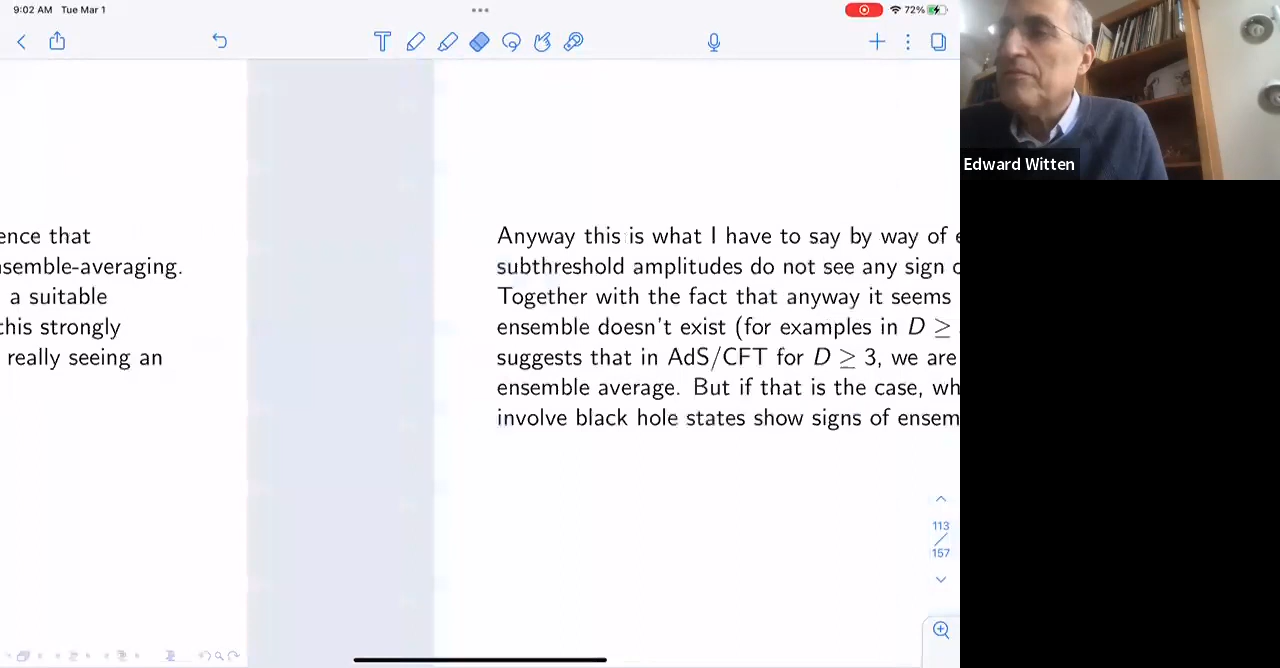 9:02 AM Tue Mar 1
72%
Edward Witten
ence that
semble-averaging.
a suitable
this strongly
really seeing an
Anyway this is what I have to say by way of e
subthreshold amplitudes do not see any sign o
Together with the fact that anyway it seems
ensemble doesn't exist (for examples in D ≥
suggests that in AdS/CFT for D ≥ 3, we are
ensemble average. But if that is the case, wh
involve black hole states show signs of ensem
113
157